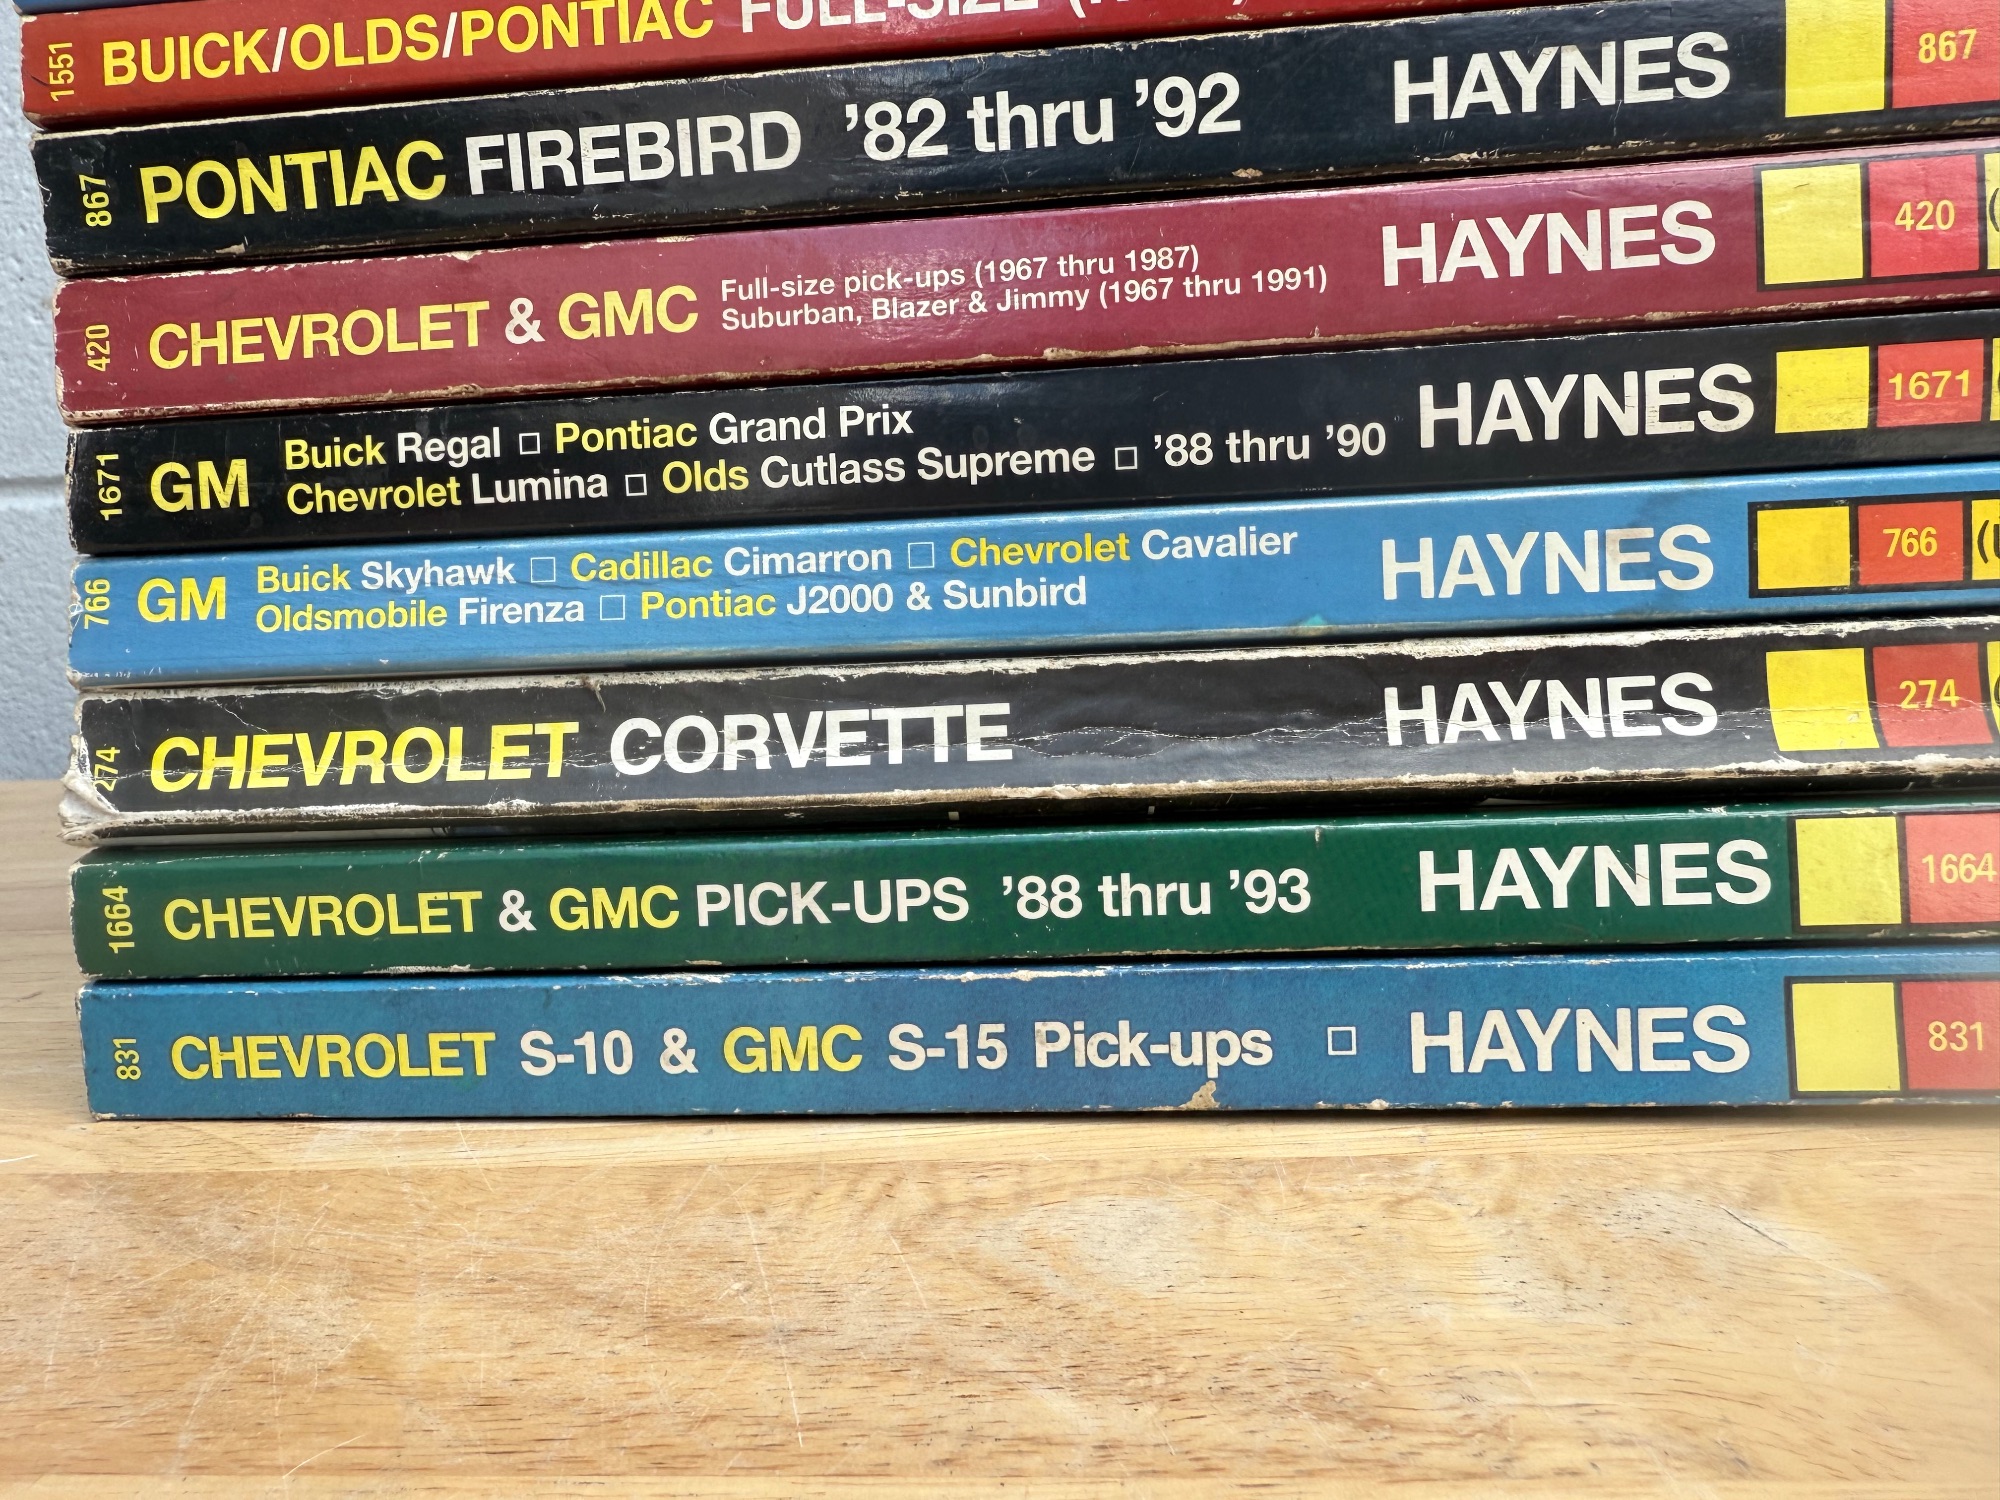 1551 BUICK/OLDS/PONTIAC FULL-SIZE
867 PONTIAC FIREBIRD '82 thru '92 HAYNES 867
420 CHEVROLET & GMC Full-size pick-ups (1967 thru 1987) HAYNES 420
Suburban, Blazer & Jimmy (1967 thru 1991)
1671 GM Buick Regal □ Pontiac Grand Prix HAYNES 1671
Chevrolet Lumina □ Olds Cutlass Supreme □ '88 thru '90
766 GM Buick Skyhawk □ Cadillac Cimarron □ Chevrolet Cavalier HAYNES 766
Oldsmobile Firenza □ Pontiac J2000 & Sunbird
274 CHEVROLET CORVETTE HAYNES 274
1664 CHEVROLET & GMC PICK-UPS '88 thru '93 HAYNES 1664
831 CHEVROLET S-10 & GMC S-15 Pick-ups □ HAYNES 831